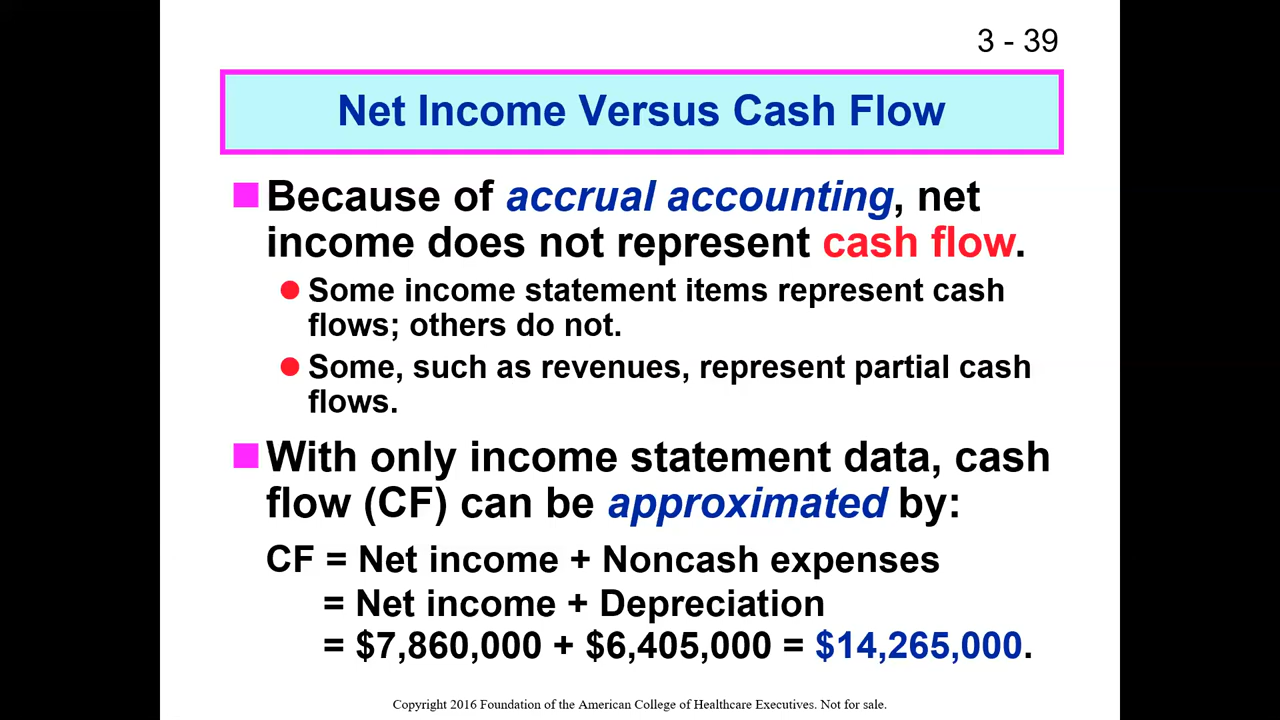 3 - 39
Net Income Versus Cash Flow
Because of accrual accounting, net
income does not represent cash flow.
Some income statement items represent cash
flows; others do not.
Some, such as revenues, represent partial cash
flows.
With only income statement data, cash
flow (CF) can be approximated by:
CF = Net income + Noncash expenses
= Net income + Depreciation
= $7,860,000 + $6,405,000 = $14,265,000.
Copyright 2016 Foundation of the American College of Healthcare Executives. Not for sale.